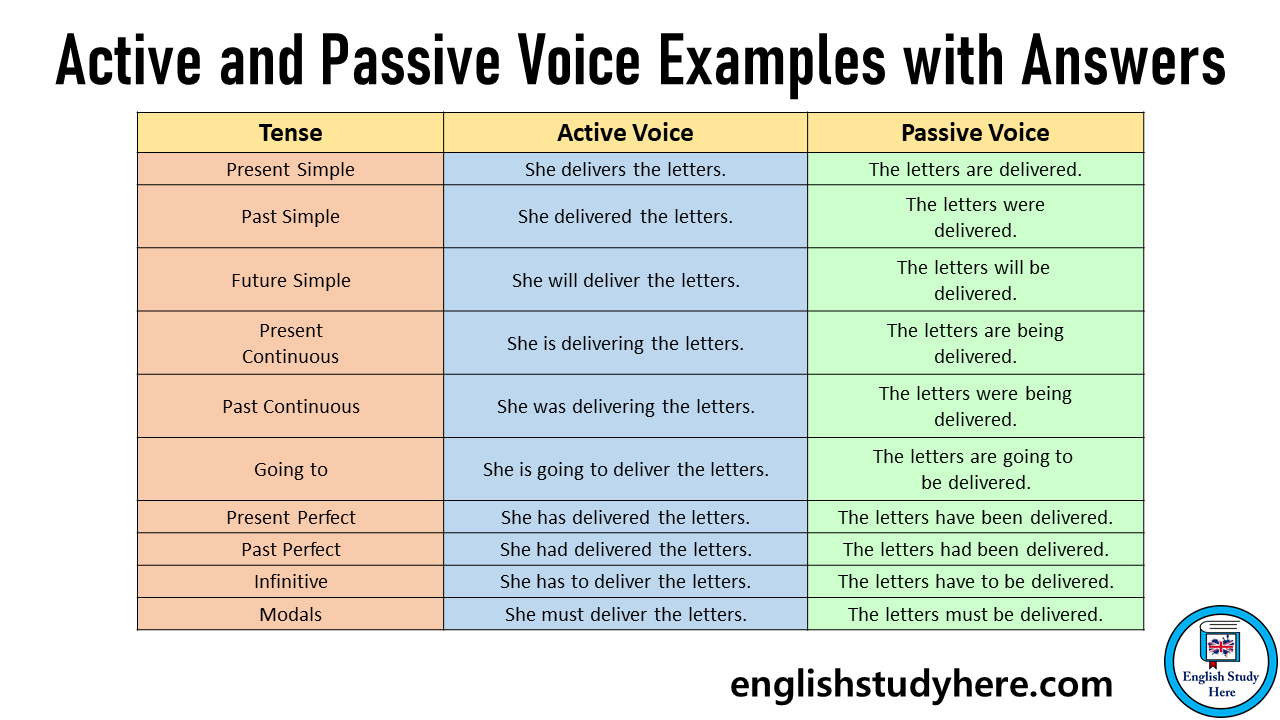 Active and Passive Voice Examples with Answers
Tense Active Voice Passive Voice
Present Simple She delivers the letters. The letters are delivered.
Past Simple She delivered the letters. The letters were
delivered.
Future Simple She will deliver the letters. The letters will be
delivered.
Present
Continuous She is delivering the letters. The letters are being
delivered.
Past Continuous She was delivering the letters. The letters were being
delivered.
Going to She is going to deliver the letters. The letters are going to
be delivered.
Present Perfect She has delivered the letters. The letters have been delivered.
Past Perfect She had delivered the letters. The letters had been delivered.
Infinitive She has to deliver the letters. The letters have to be delivered.
Modals She must deliver the letters. The letters must be delivered.
englishstudyhere.com
English Study
Here